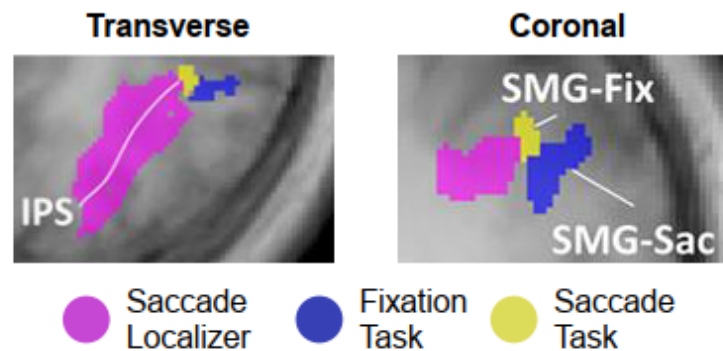 Transverse
Coronal
IPS
SMG-Fix
SMG-Sac
Saccade
Localizer
Fixation
Task
Saccade
Task